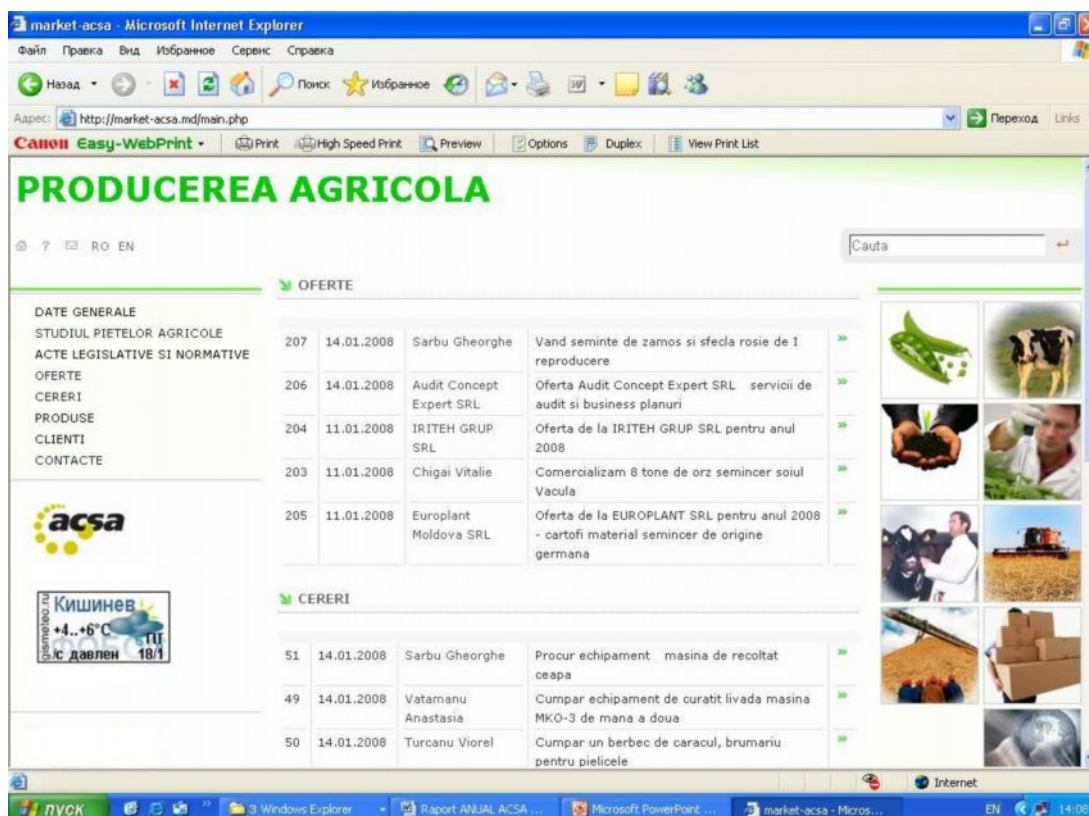 market-acsa - Microsoft Internet Explorer
Файл Правка Вид Избранное Сервис Справка
Назад Поиск Избранное
Адрес: http://market-acsa.md/main.php Переход Links
Canon Easy-WebPrint Print High Speed Print Preview Options Duplex View Print List
PRODUCEREA AGRICOLA
? RO EN
Cauta
DATE GENERALE
STUDIUL PIETELOR AGRICOLE
ACTE LEGISLATIVE SI NORMATIVE
OFERTE
CERERI
PRODUSE
CLIENTI
CONTACTE
acsa
gismeteo.ru
Кишинев
+4..+6°C
ПТ
с давлен 18/1
OFERTE
207 14.01.2008 Sarbu Gheorghe Vand seminte de zamos si sfecla rosie de I
reproducere
206 14.01.2008 Audit Concept Oferta Audit Concept Expert SRL servicii de
Expert SRL audit si business planuri
204 11.01.2008 IRITEH GRUP Oferta de la IRITEH GRUP SRL pentru anul
SRL 2008
203 11.01.2008 Chigai Vitalie Comercializam 8 tone de orz semincer soiul
Vacula
205 11.01.2008 Europlant Oferta de la EUROPLANT SRL pentru anul 2008
Moldova SRL - cartofi material semincer de origine
germana
CERERI
51 14.01.2008 Sarbu Gheorghe Procur echipament masina de recoltat
ceapa
49 14.01.2008 Vatamanu Cumpar echipament de curatit livada masina
Anastasia MKO-3 de mana a doua
50 14.01.2008 Turcanu Viorel Cumpar un berbec de caracul, brumariu
pentru pielicele
Internet
пуск 3 Windows Explorer Raport ANUAL ACSA ... Microsoft PowerPoint ... market-acsa - Micros... EN 14:08